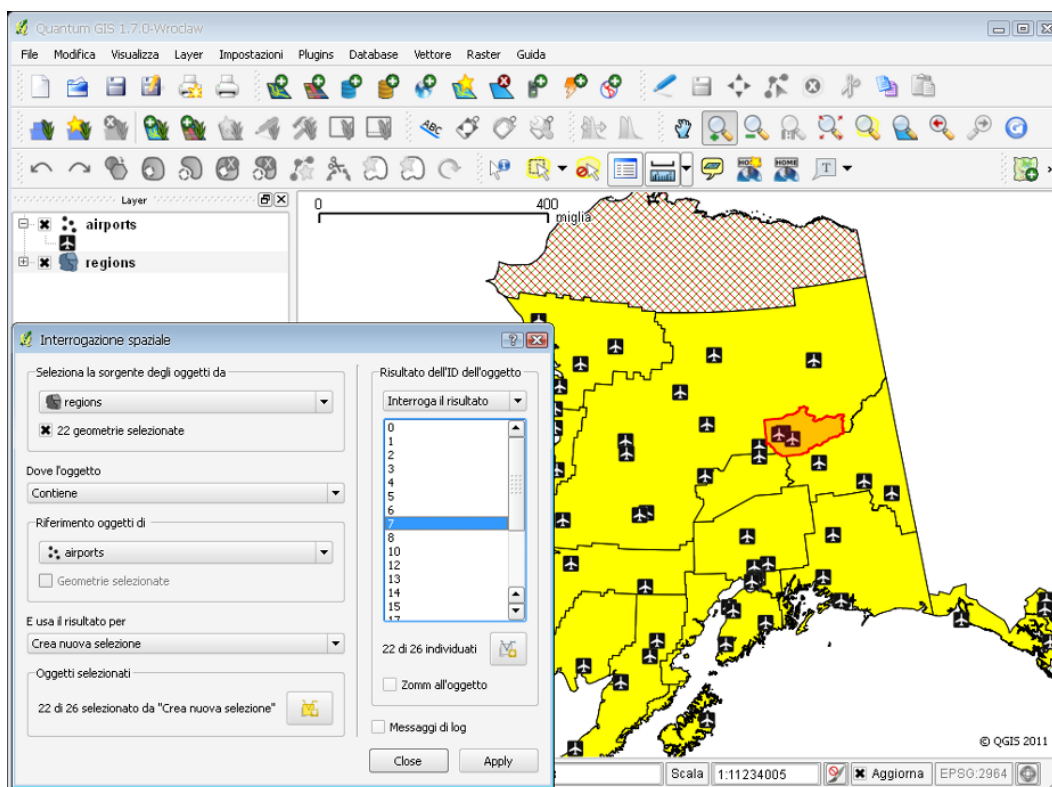 Quantum GIS 1.7.0-Wroclaw
File Modifica Visualizza Layer Impostazioni Plugins Database Vettore Raster Guida
ABC
HOME
T
Layer
airports
regions
0 400
miglia
Interrogazione spaziale
Seleziona la sorgente degli oggetti da
regions
22 geometrie selezionate
Dove l'oggetto
Contiene
Riferimento oggetti di
airports
Geometrie selezionate
E usa il risultato per
Crea nuova selezione
Oggetti selezionati
22 di 26 selezionato da "Crea nuova selezione"
Risultato dell'ID dell'oggetto
Interroga il risultato
0
1
2
3
4
5
6
7
8
10
12
13
14
15
17
22 di 26 individuati
Zomm all'oggetto
Messaggi di log
Close Apply
© QGIS 2011
Scala 1:11234005 Aggiorna EPSG:2964